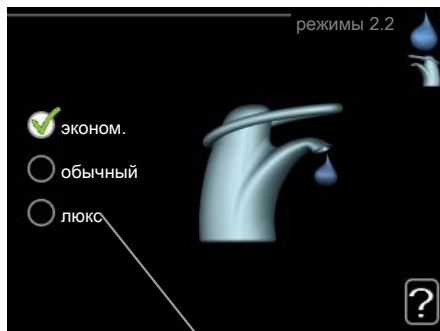 режимы 2.2
эконом.
обычный
люкс
?